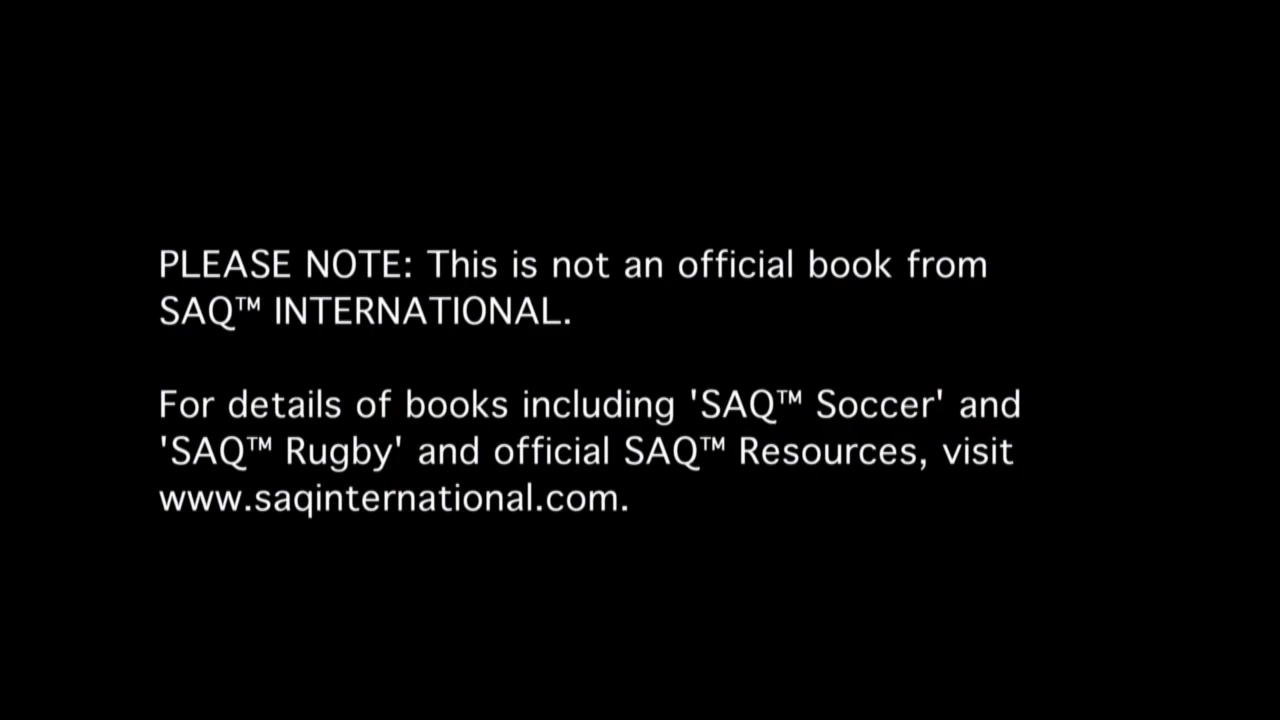 PLEASE NOTE: This is not an official book from
SAQ™ INTERNATIONAL.
For details of books including 'SAQ™ Soccer' and
'SAQ™ Rugby' and official SAQ™ Resources, visit
www.saqinternational.com.